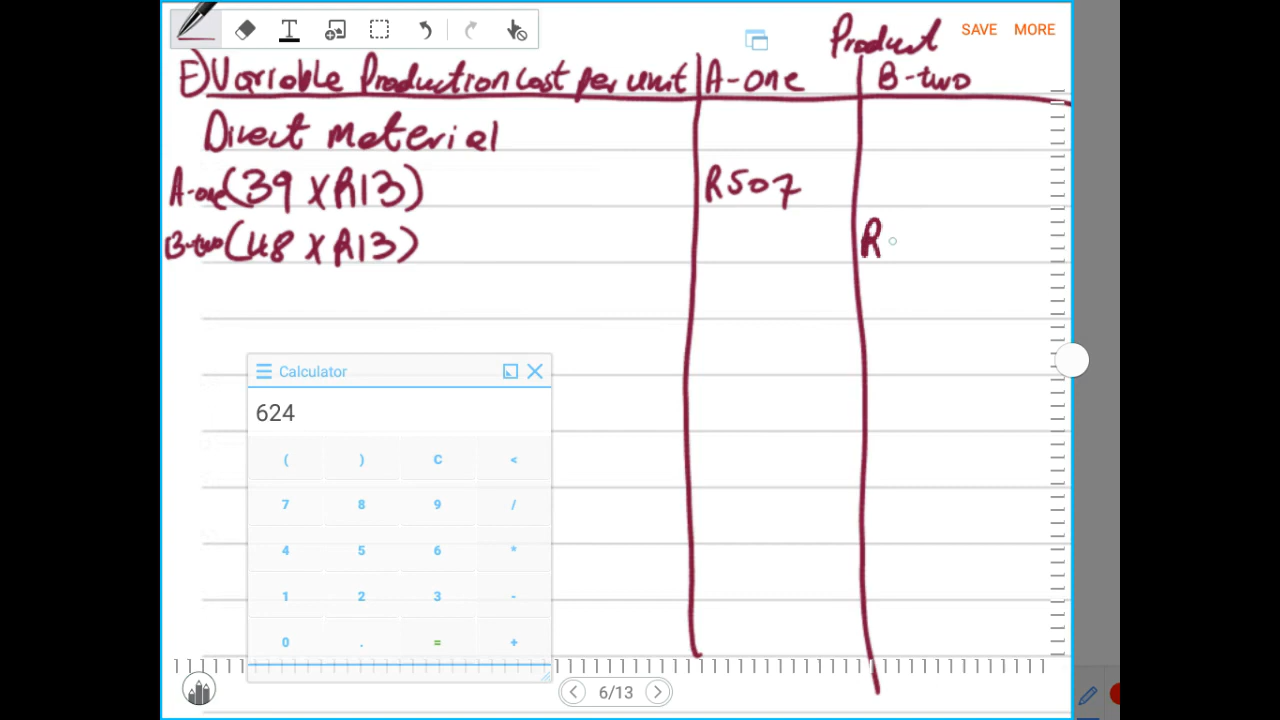 SAVE MORE
Product
E) Variable Production Cost per unit A-one B-two
Direct Material
A-one (39 X R13) R507
B-two (48 X R13) R
Calculator
624
( ) C <
7 8 9 /
4 5 6 *
1 2 3 -
0 . = +
6/13